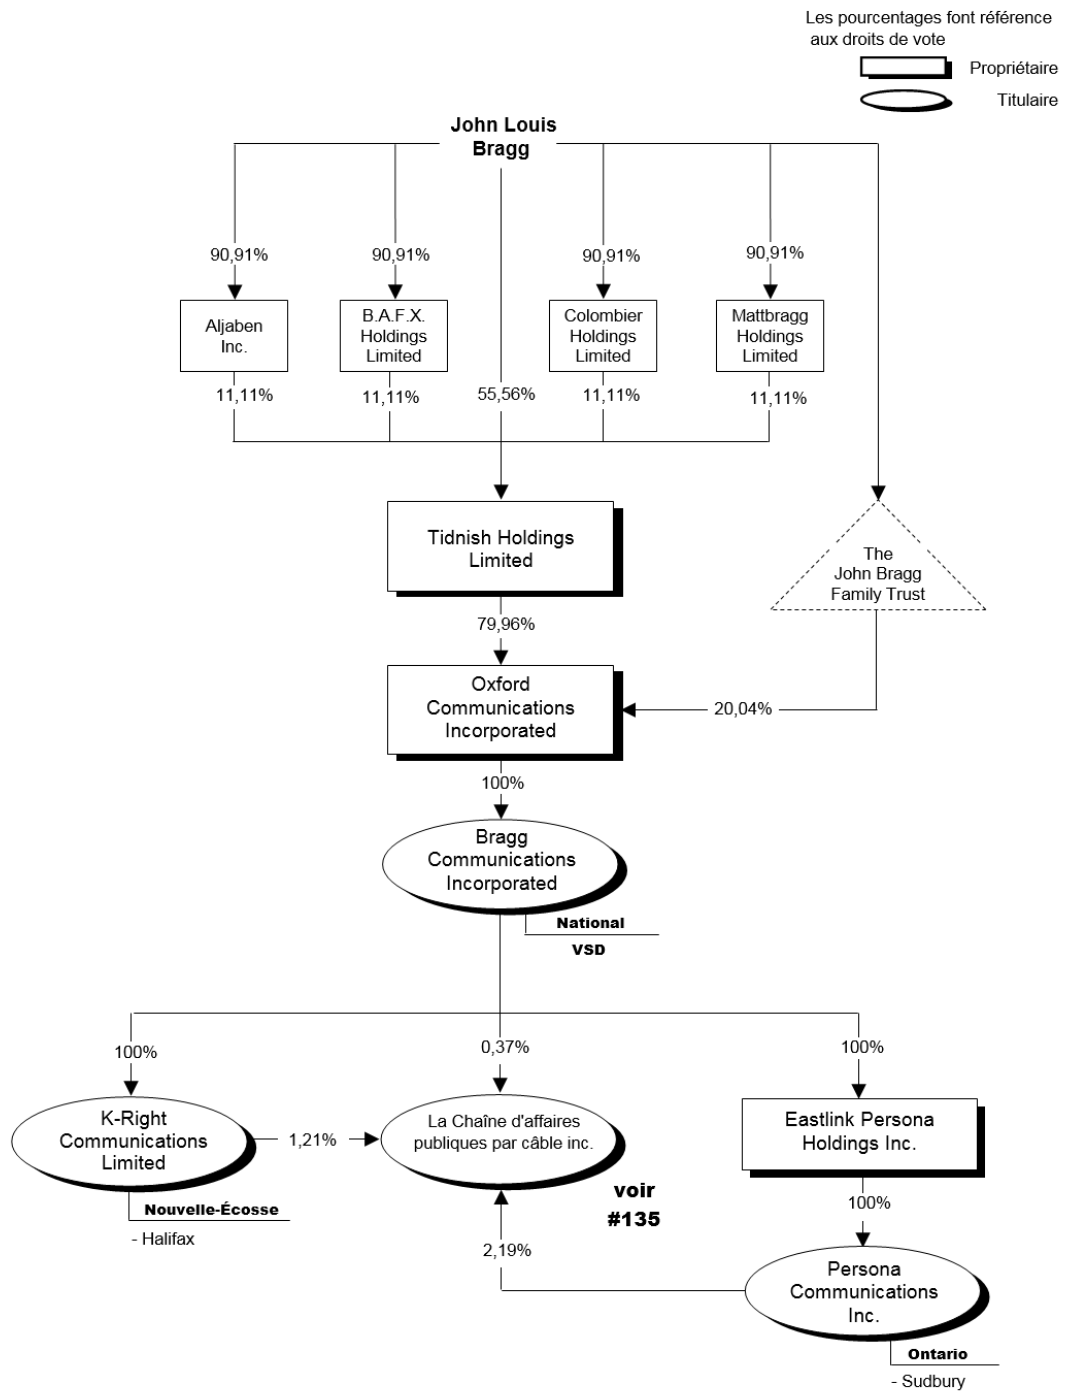 Les pourcentages font référence
aux droits de vote
Propriétaire
Titulaire
John Louis
Bragg
90,91%
90,91%
90,91%
90,91%
Aljaben
Inc.
B.A.F.X.
Holdings
Limited
Colombier
Holdings
Limited
Mattbragg
Holdings
Limited
11,11%
11,11%
55,56%
11,11%
11,11%
Tidnish Holdings
Limited
The
John Bragg
Family Trust
79,96%
Oxford
Communications
Incorporated
20,04%
100%
Bragg
Communications
Incorporated
National
VSD
100%
0,37%
100%
K-Right
Communications
Limited
1,21%
La Chaîne d'affaires
publiques par câble inc.
Eastlink Persona
Holdings Inc.
voir
#135
Nouvelle-Écosse
- Halifax
100%
2,19%
Persona
Communications
Inc.
Ontario
- Sudbury